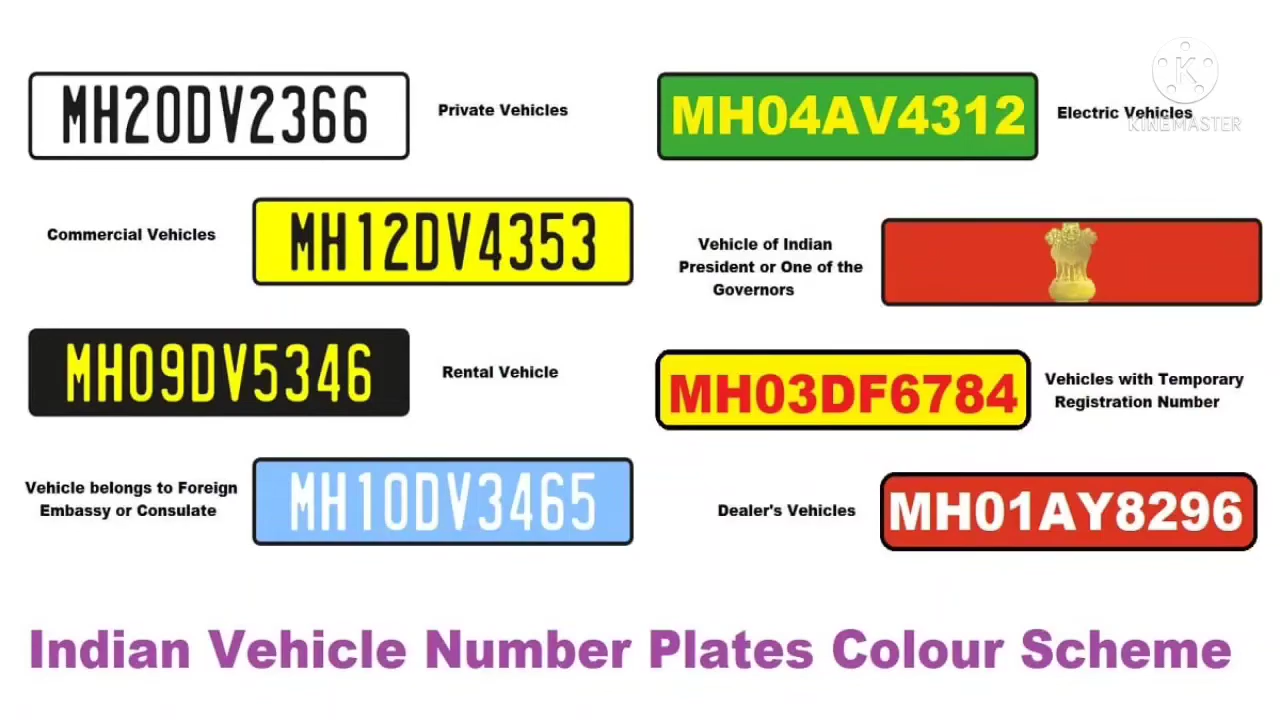 MH20DV2366
Private Vehicles
MH04AV4312
Electric Vehicles
K
KINEMASTER
Commercial Vehicles
MH12DV4353
Vehicle of Indian
President or One of the
Governors
MH09DV5346
Rental Vehicle
MH03DF6784
Vehicles with Temporary
Registration Number
Vehicle belongs to Foreign
Embassy or Consulate
MH10DV3465
Dealer's Vehicles
MH01AY8296
Indian Vehicle Number Plates Colour Scheme